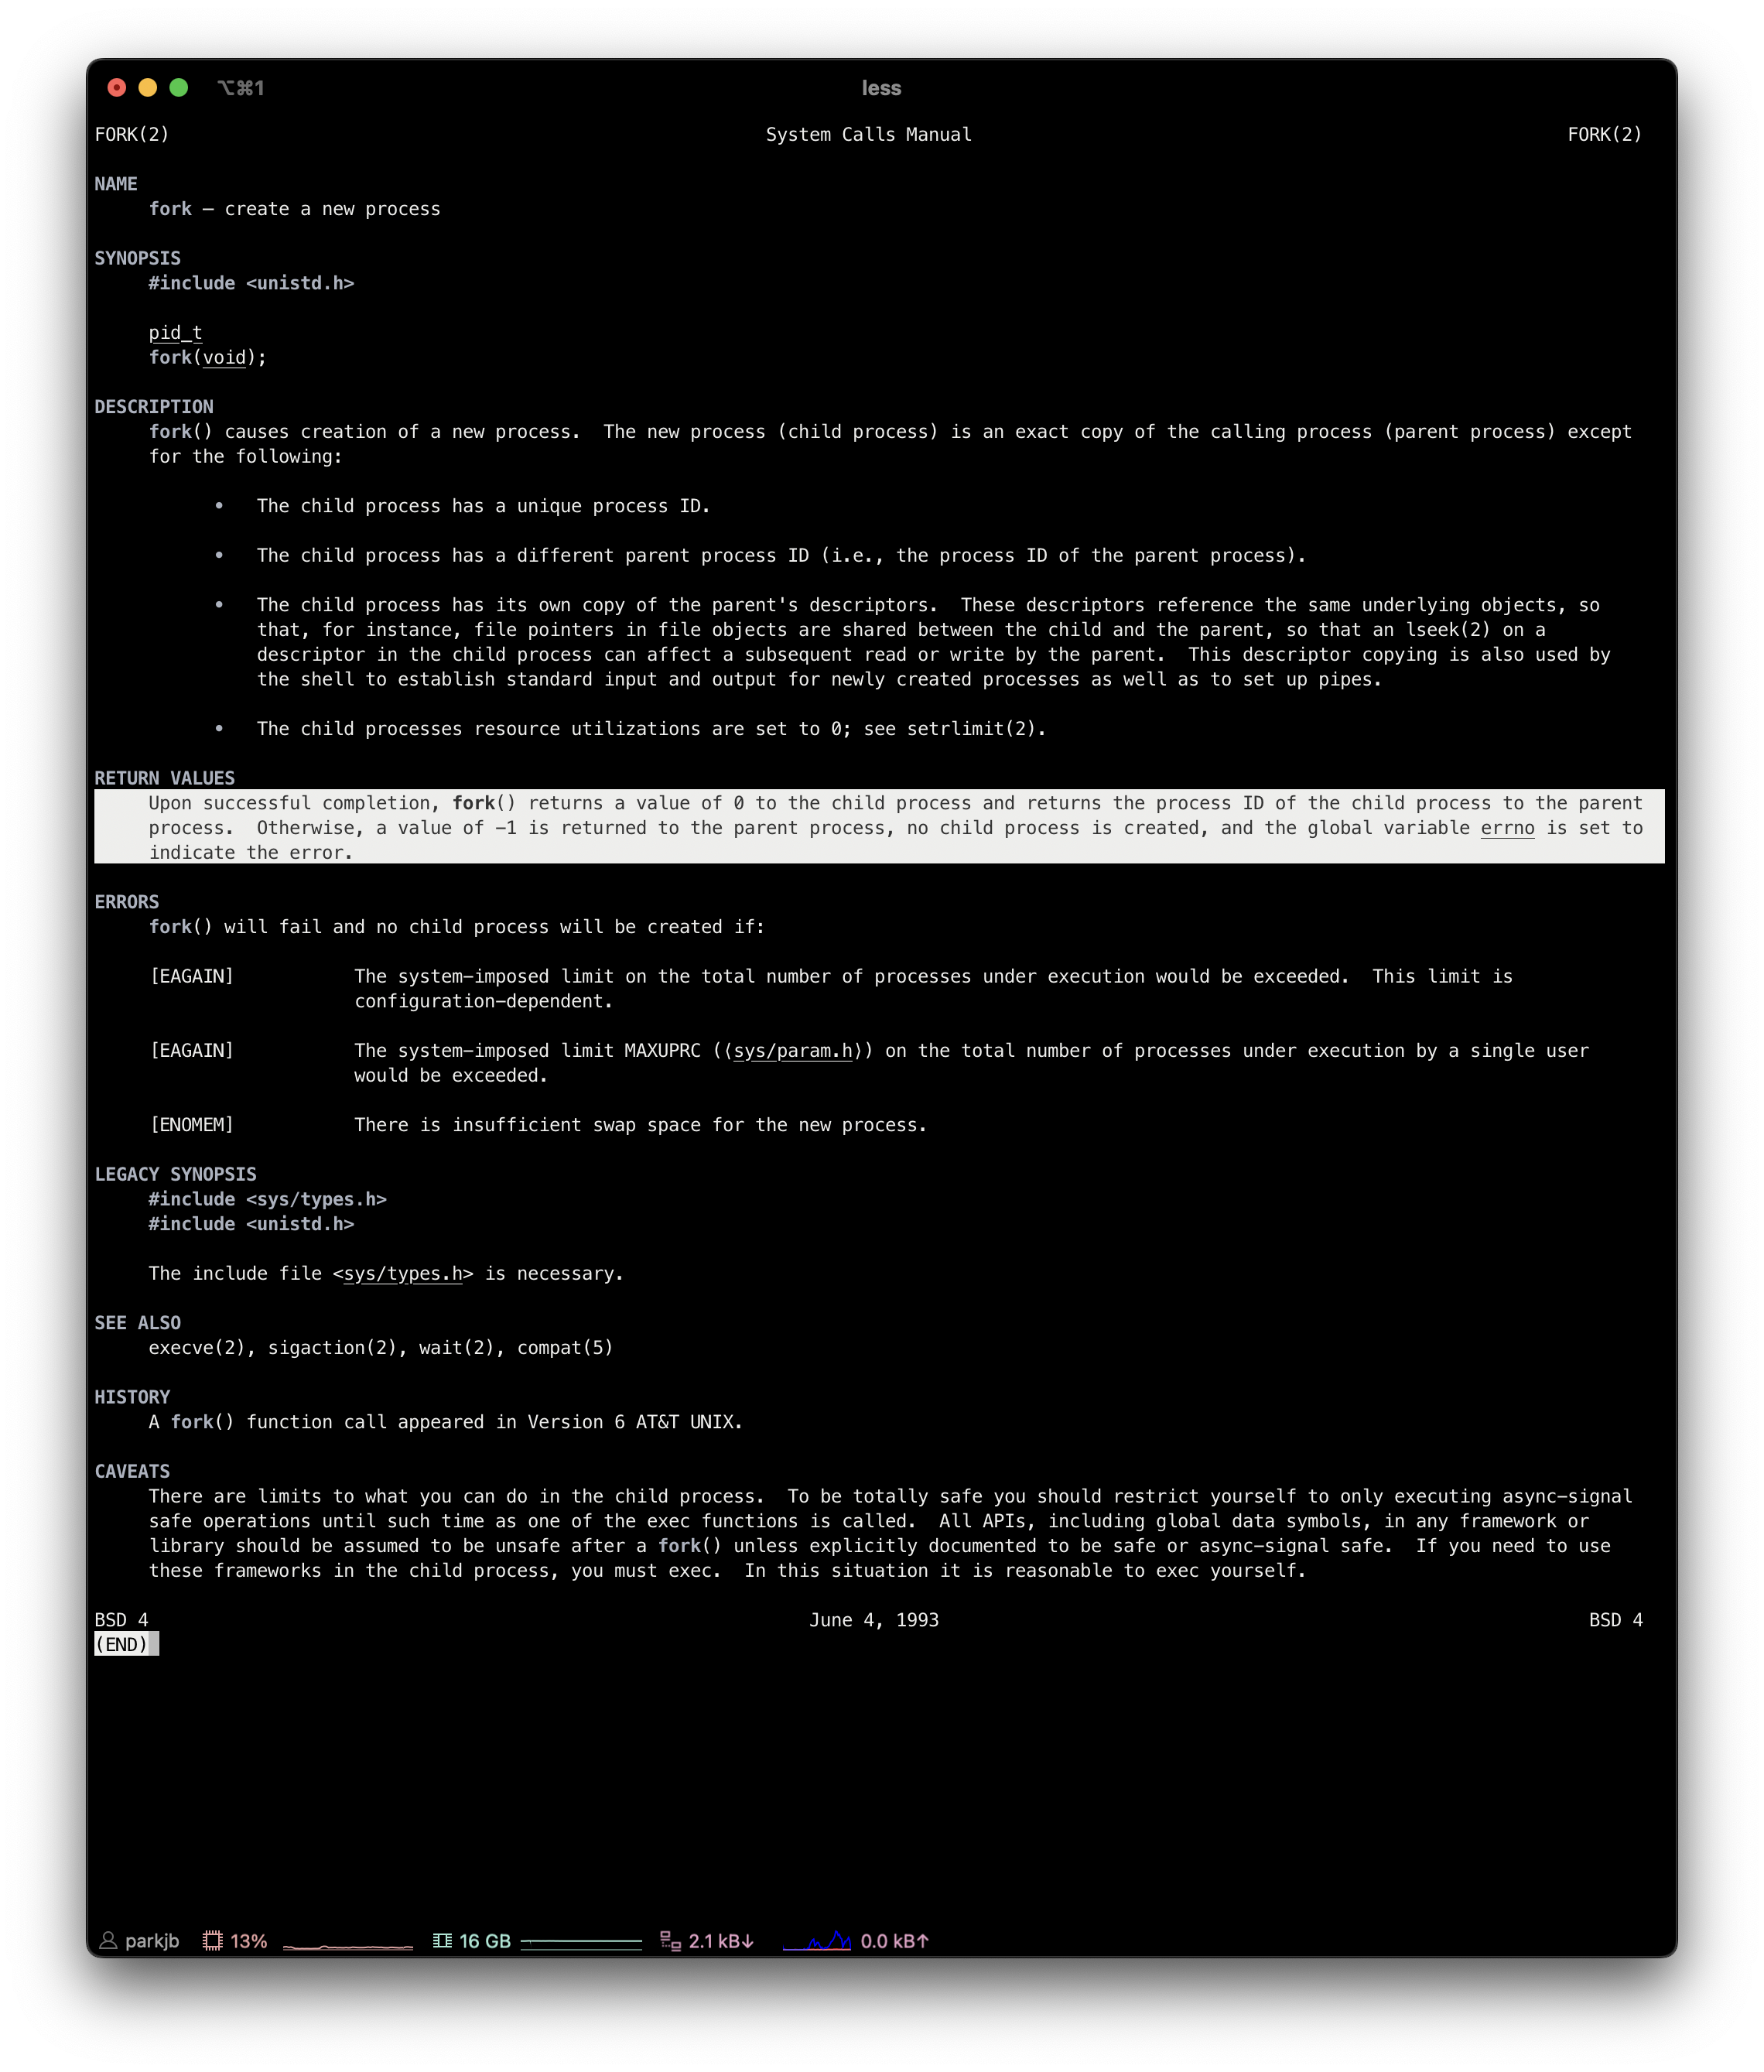 ⌥⌘1 less
FORK(2) System Calls Manual FORK(2)
NAME
fork – create a new process
SYNOPSIS
#include <unistd.h>
pid_t
fork(void);
DESCRIPTION
fork() causes creation of a new process.  The new process (child process) is an exact copy of the calling process (parent process) except
for the following:
•   The child process has a unique process ID.
•   The child process has a different parent process ID (i.e., the process ID of the parent process).
•   The child process has its own copy of the parent's descriptors.  These descriptors reference the same underlying objects, so
that, for instance, file pointers in file objects are shared between the child and the parent, so that an lseek(2) on a
descriptor in the child process can affect a subsequent read or write by the parent.  This descriptor copying is also used by
the shell to establish standard input and output for newly created processes as well as to set up pipes.
•   The child processes resource utilizations are set to 0; see setrlimit(2).
RETURN VALUES
Upon successful completion, fork() returns a value of 0 to the child process and returns the process ID of the child process to the parent
process.  Otherwise, a value of -1 is returned to the parent process, no child process is created, and the global variable errno is set to
indicate the error.
ERRORS
fork() will fail and no child process will be created if:
[EAGAIN] The system-imposed limit on the total number of processes under execution would be exceeded.  This limit is
configuration-dependent.
[EAGAIN] The system-imposed limit MAXUPRC (⟨sys/param.h⟩) on the total number of processes under execution by a single user
would be exceeded.
[ENOMEM] There is insufficient swap space for the new process.
LEGACY SYNOPSIS
#include <sys/types.h>
#include <unistd.h>
The include file <sys/types.h> is necessary.
SEE ALSO
execve(2), sigaction(2), wait(2), compat(5)
HISTORY
A fork() function call appeared in Version 6 AT&T UNIX.
CAVEATS
There are limits to what you can do in the child process.  To be totally safe you should restrict yourself to only executing async-signal
safe operations until such time as one of the exec functions is called.  All APIs, including global data symbols, in any framework or
library should be assumed to be unsafe after a fork() unless explicitly documented to be safe or async-signal safe.  If you need to use
these frameworks in the child process, you must exec.  In this situation it is reasonable to exec yourself.
BSD 4 June 4, 1993 BSD 4
(END)
parkjb 13% 16 GB 2.1 kB↓ 0.0 kB↑